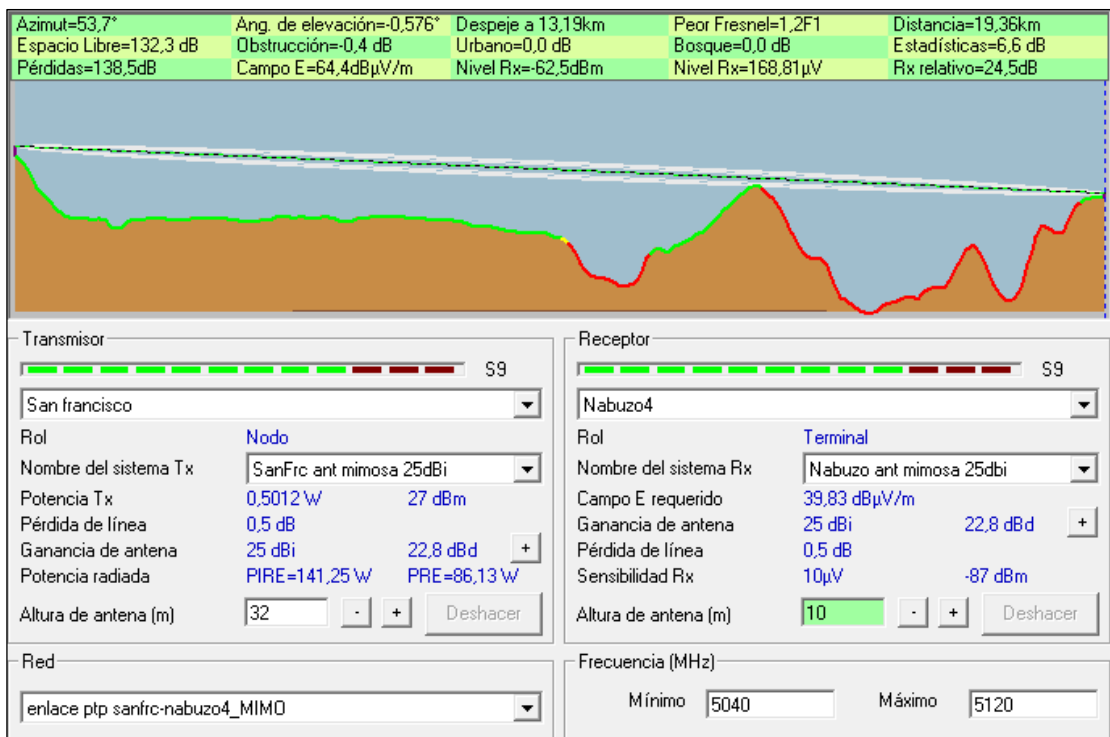 Azimut=53,7° Ang. de elevación=-0,576° Despeje a 13,19km Peor Fresnel=1,2F1 Distancia=19,36km
Espacio Libre=132,3 dB Obstrucción=-0,4 dB Urbano=0,0 dB Bosque=0,0 dB Estadísticas=6,6 dB
Pérdidas=138,5dB Campo E=64,4dBµV/m Nivel Rx=-62,5dBm Nivel Rx=168,81µV Rx relativo=24,5dB
Transmisor
S9
San francisco
Rol Nodo
Nombre del sistema Tx SanFrc ant mimosa 25dBi
Potencia Tx 0,5012 W 27 dBm
Pérdida de línea 0,5 dB
Ganancia de antena 25 dBi 22,8 dBd +
Potencia radiada PIRE=141,25 W PRE=86,13 W
Altura de antena (m) 32 - + Deshacer
Red
enlace ptp sanfrc-nabuzo4_MIMO
Receptor
S9
Nabuzo4
Rol Terminal
Nombre del sistema Rx Nabuzo ant mimosa 25dbi
Campo E requerido 39,83 dBµV/m
Ganancia de antena 25 dBi 22,8 dBd +
Pérdida de línea 0,5 dB
Sensibilidad Rx 10µV -87 dBm
Altura de antena (m) 10 - + Deshacer
Frecuencia (MHz)
Mínimo 5040 Máximo 5120